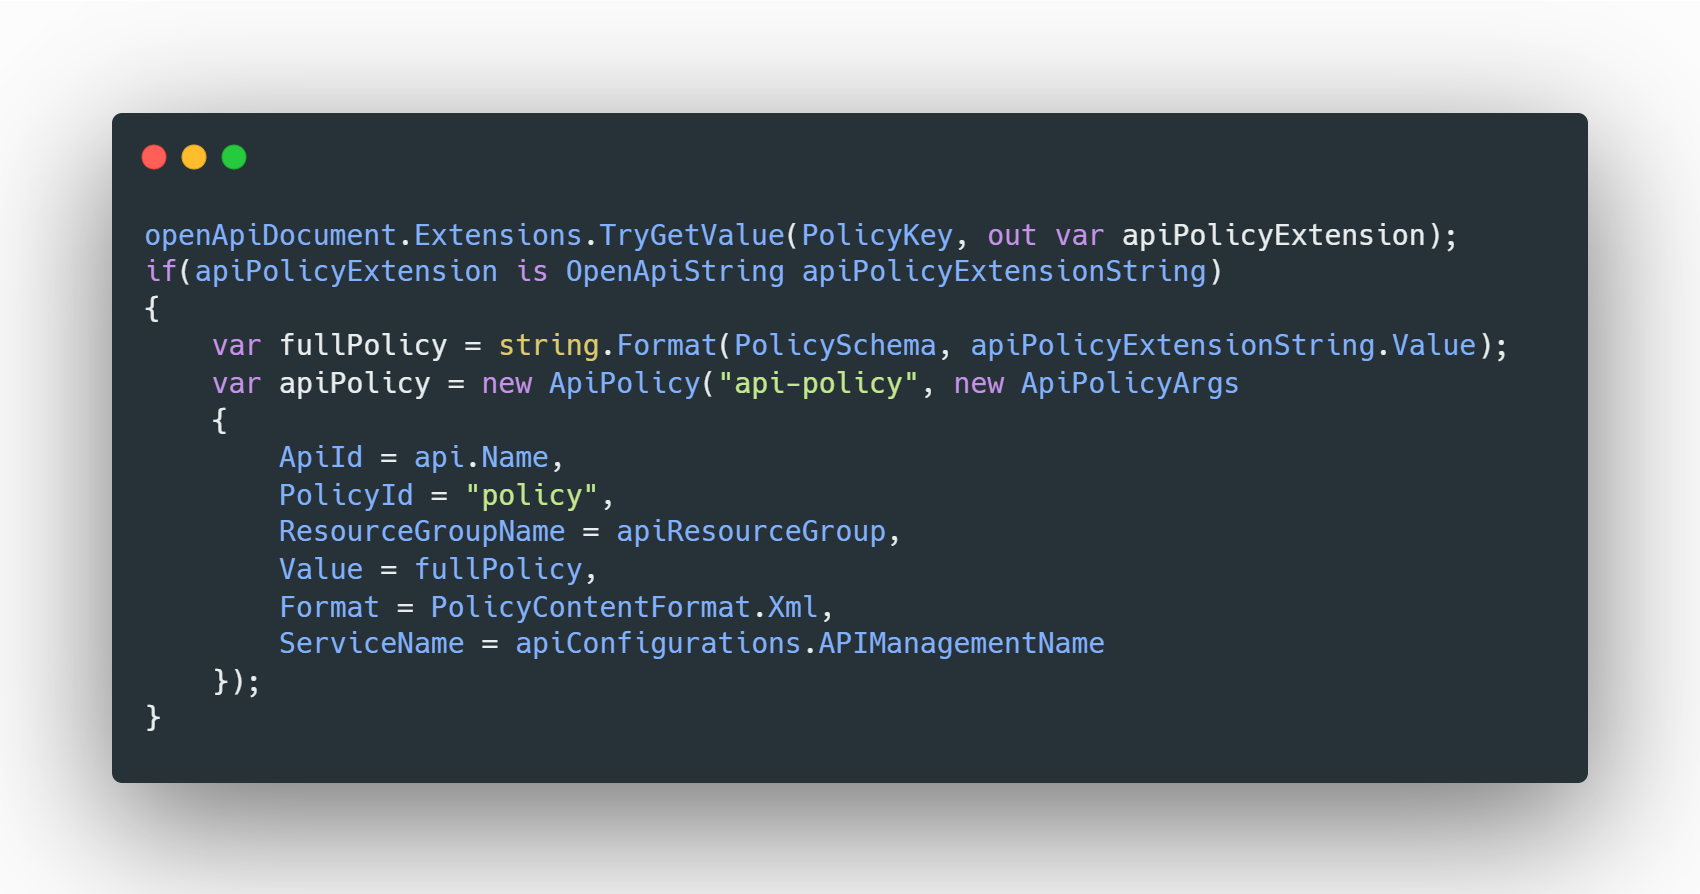 openApiDocument.Extensions.TryGetValue(PolicyKey, out var apiPolicyExtension);
if(apiPolicyExtension is OpenApiString apiPolicyExtensionString)
{
    var fullPolicy = string.Format(PolicySchema, apiPolicyExtensionString.Value);
    var apiPolicy = new ApiPolicy("api-policy", new ApiPolicyArgs
    {
        ApiId = api.Name,
        PolicyId = "policy",
        ResourceGroupName = apiResourceGroup,
        Value = fullPolicy,
        Format = PolicyContentFormat.Xml,
        ServiceName = apiConfigurations.APIManagementName
    });
}